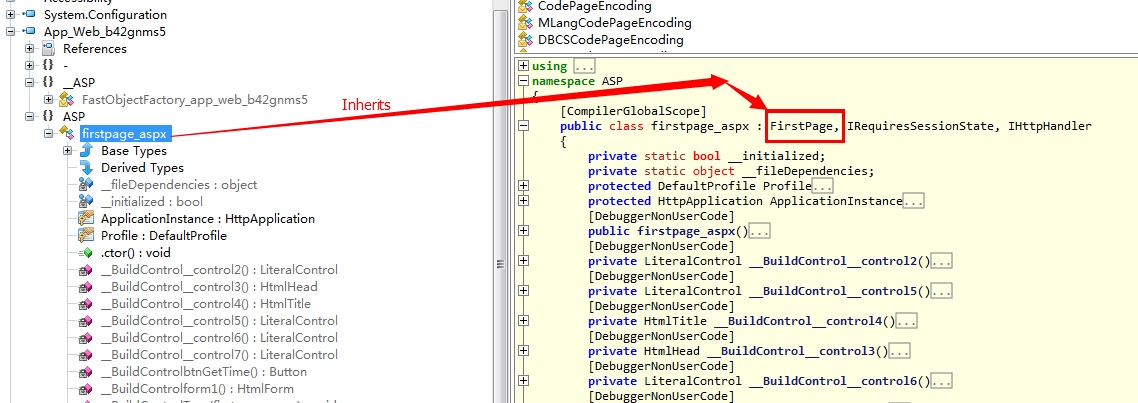 System.Configuration
App_Web_b42gnms5
References
{} -
{} __ASP
FastObjectFactory_app_web_b42gnms5
{} ASP
firstpage_aspx
Base Types
Derived Types
__fileDependencies : object
__initialized : bool
ApplicationInstance : HttpApplication
Profile : DefaultProfile
.ctor() : void
__BuildControl__control2() : LiteralControl
__BuildControl__control3() : HtmlHead
__BuildControl__control4() : HtmlTitle
__BuildControl__control5() : LiteralControl
__BuildControl__control6() : LiteralControl
__BuildControl__control7() : LiteralControl
__BuildControlbtnGetTime() : Button
__BuildControlform1() : HtmlForm
Inherits
CodePageEncoding
MLangCodePageEncoding
DBCSCodePageEncoding
using ...
namespace ASP
{
[CompilerGlobalScope]
public class firstpage_aspx : FirstPage, IRequiresSessionState, IHttpHandler
{
private static bool __initialized;
private static object __fileDependencies;
protected DefaultProfile Profile...
protected HttpApplication ApplicationInstance...
[DebuggerNonUserCode]
public firstpage_aspx()...
[DebuggerNonUserCode]
private LiteralControl __BuildControl__control2()...
[DebuggerNonUserCode]
private LiteralControl __BuildControl__control5()...
[DebuggerNonUserCode]
private HtmlTitle __BuildControl__control4()...
[DebuggerNonUserCode]
private HtmlHead __BuildControl__control3()...
[DebuggerNonUserCode]
private LiteralControl __BuildControl__control6()...
[DebuggerNonUserCode]